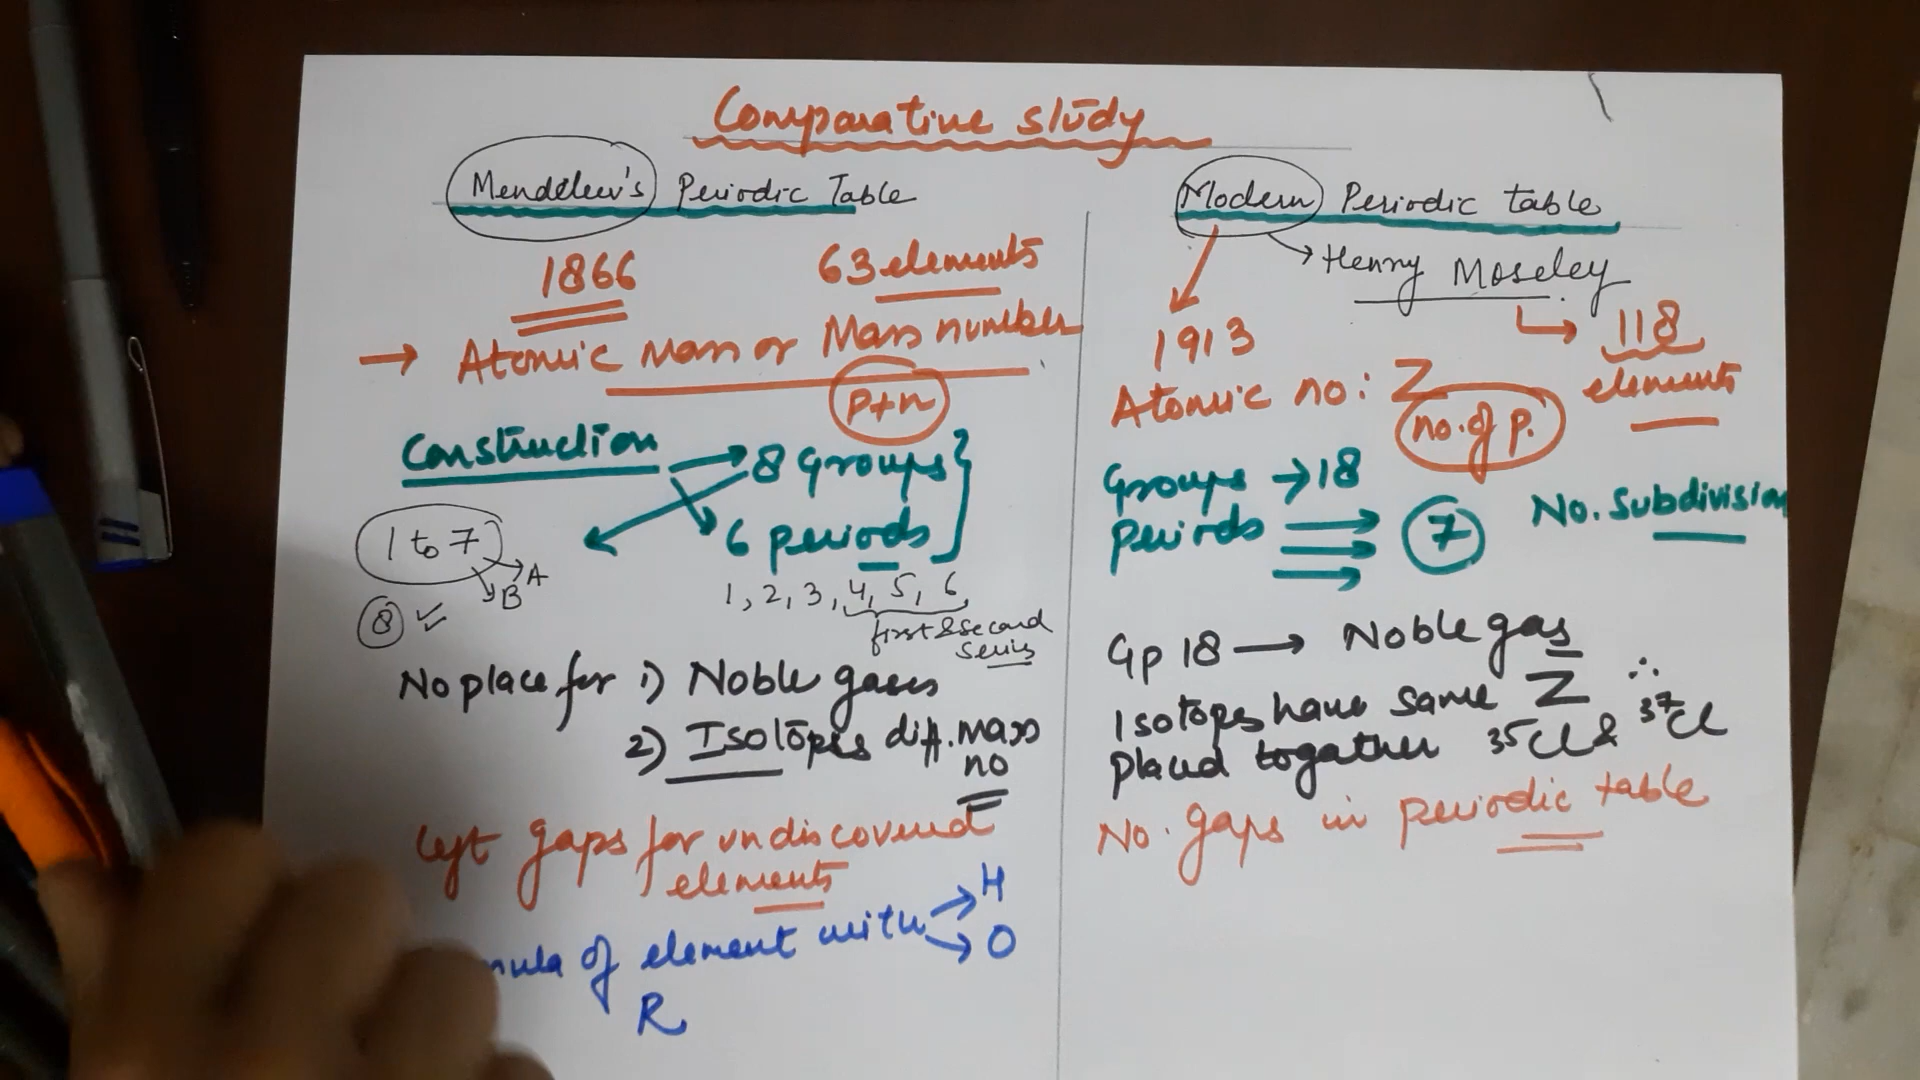 Comparative study
Mendeleev's Periodic Table
1866 63 elements
→ Atomic Mass or Mass number
p+n
Construction → 8 Groups
→ 6 periods
1 to 7 → A
→ B
8 ✓
1, 2, 3, 4, 5, 6
first & second
series
No place for 1) Noble gases
2) Isotopes diff. mass
no
left gaps for undiscovered
elements
of element with → H
→ O
R
Modern Periodic table
→ Henry Moseley
1913 → 118
elements
Atomic no: Z
no. of p.
Groups → 18
periods → 7 No. Subdivision
Gp 18 → Noble gas
Isotopes have same Z ∴
placed together 35Cl & 37Cl
No. gaps in periodic table